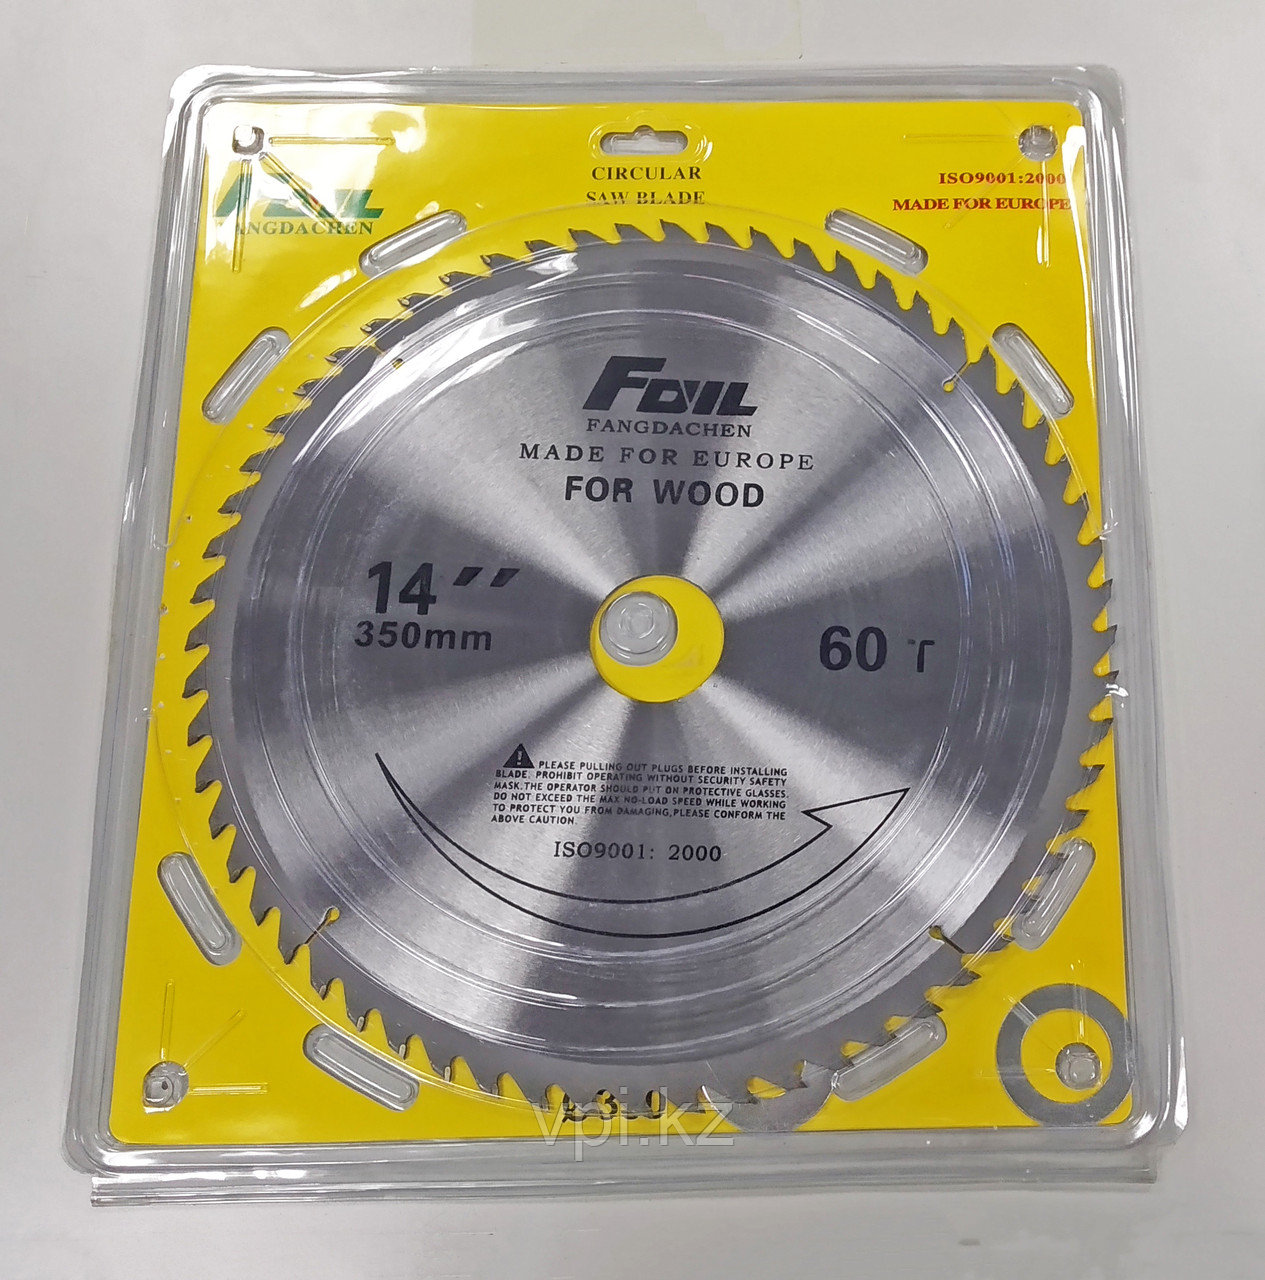 CIRCULAR
SAW BLADE
ISO9001:2000
MADE FOR EUROPE
ANGDACHEN
FOIL
FANGDACHEN
MADE FOR EUROPE
FOR WOOD
14″
350mm
60 T
PLEASE PULLING OUT PLUGS BEFORE INSTALLING
BLADE. PROHIBIT OPERATING WITHOUT SECURITY SAFETY
MASK.THE OPERATOR SHOULD PUT ON PROTECTIVE GLASSES.
DO NOT EXCEED THE MAX NO-LOAD SPEED WHILE WORKING
TO PROTECT YOU FROM DAMAGING,PLEASE CONFORM THE
ABOVE CAUTION.
ISO9001: 2000
vpi.kz